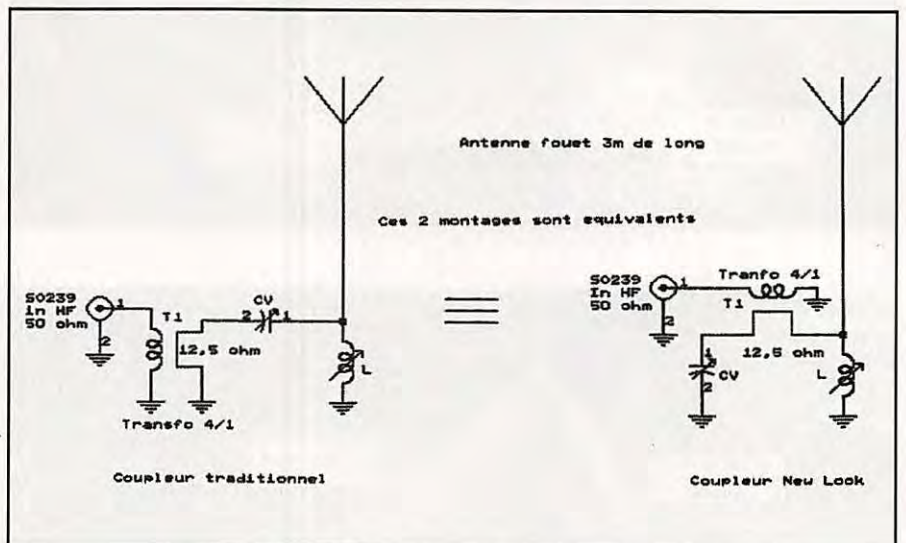 Antenne fouet 3m de long
Ces 2 montages sont equivalents
SO239
In HF
50 ohm
1
2
T1
CV
2
1
12,5 ohm
L
Transfo 4/1
Coupleur traditionnel
SO239
In HF
50 ohm
1
2
Tranfo 4/1
T1
12,5 ohm
1
CV
2
L
Coupleur New Look